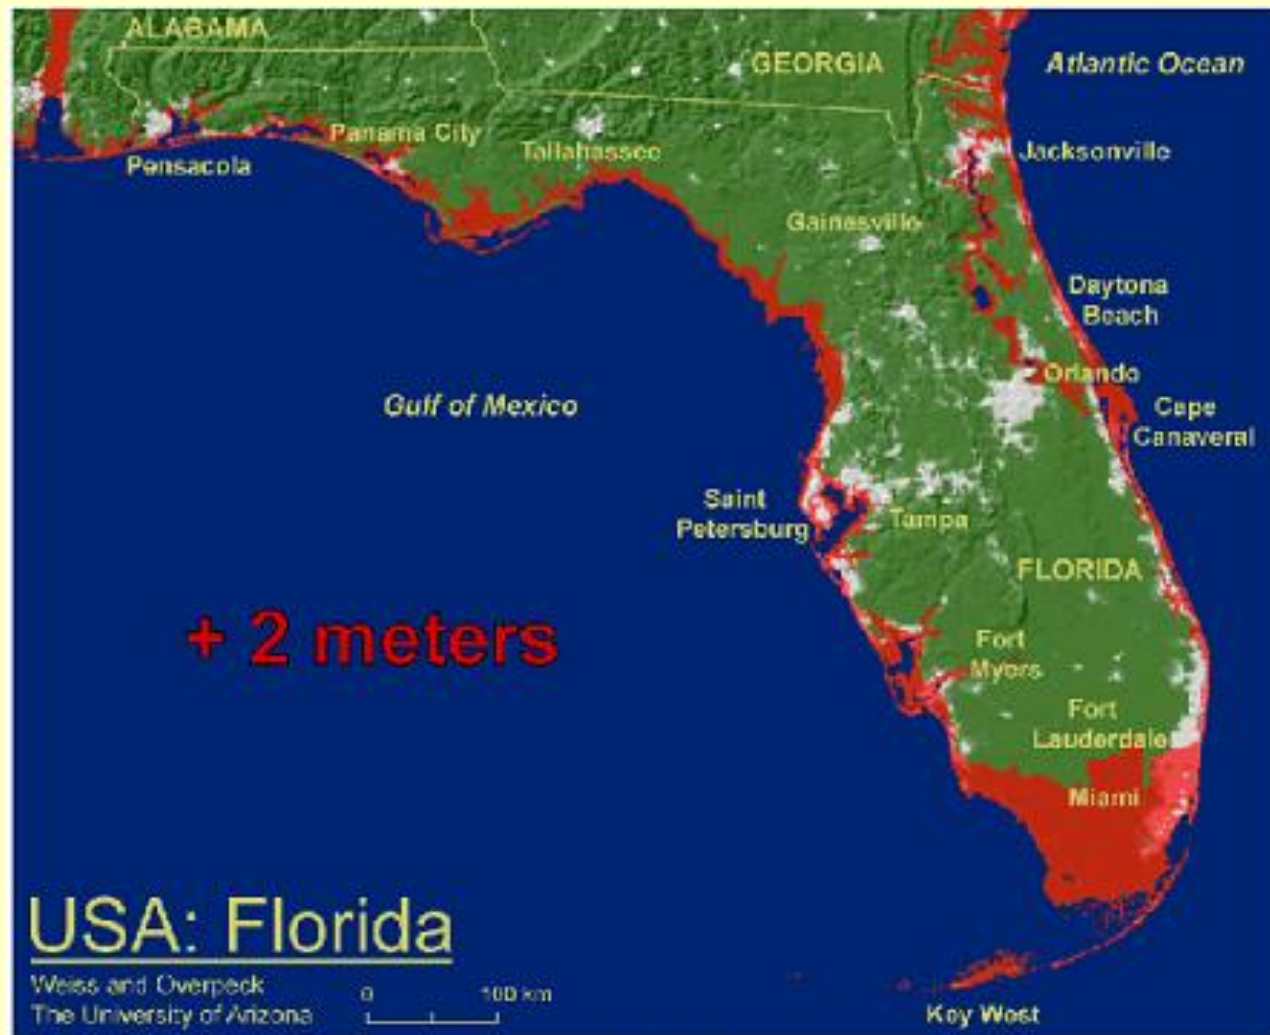 ALABAMA
GEORGIA
Atlantic Ocean
Panama City
Tallahassee
Jacksonville
Pensacola
Gainesville
Daytona
Beach
Orlando
Gulf of Mexico
Cape
Canaveral
Saint
Petersburg
Tampa
FLORIDA
+ 2 meters
Fort
Myers
Fort
Lauderdale
Miami
USA: Florida
Weiss and Overpeck
The University of Arizona
0 100 km
Key West